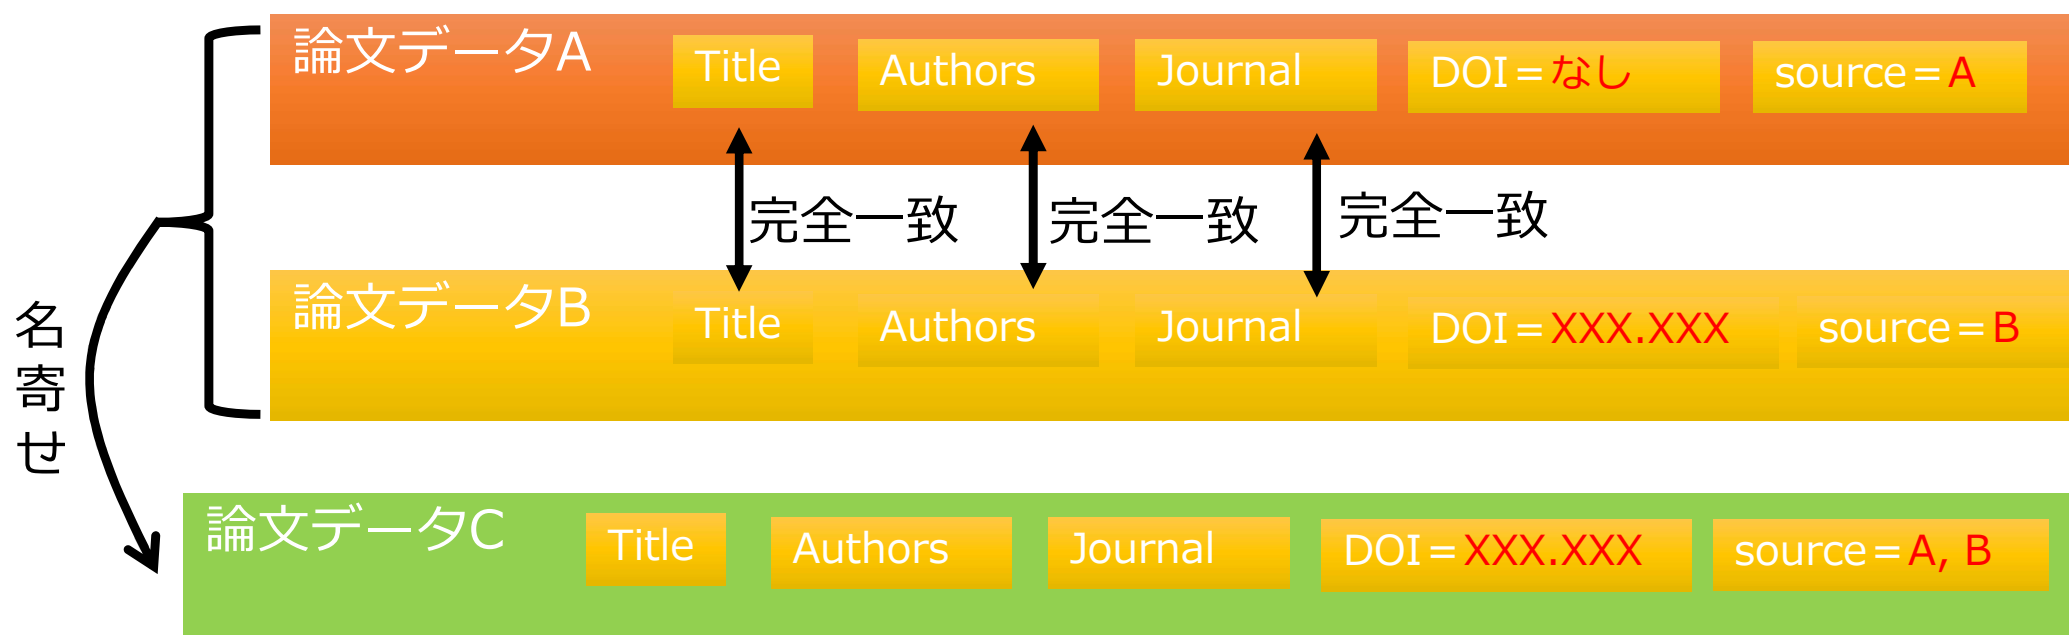 論文データA
Title
Authors
Journal
DOI=なし
source=A
完全一致
完全一致
完全一致
論文データB
Title
Authors
Journal
DOI=XXX.XXX
source=B
名寄せ
論文データC
Title
Authors
Journal
DOI=XXX.XXX
source=A, B